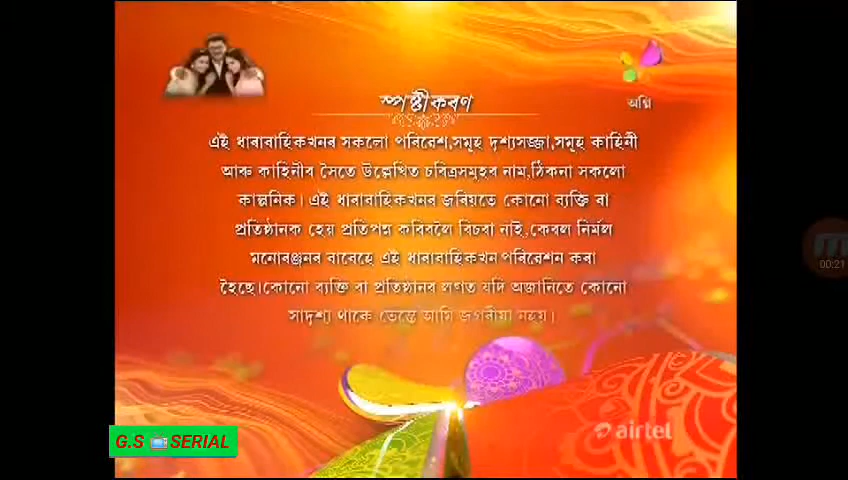 স্পষ্টীকৰণ
অগ্নি
এই ধাৰাবাহিকখনৰ সকলো পৰিৱেশ,সমূহ দৃশ্যসজ্জা,সমূহ কাহিনী
আৰু কাহিনীৰ সৈতে উল্লেখিত চৰিত্ৰসমূহৰ নাম,ঠিকনা সকলো
কাল্পনিক। এই ধাৰাবাহিকখনৰ জৰিয়তে কোনো ব্যক্তি বা
প্ৰতিষ্ঠানক হেয় প্ৰতিপন্ন কৰিবলৈ বিচৰা নাই,কেৱল নিৰ্মল
মনোৰঞ্জনৰ বাবেহে এই ধাৰাবাহিকখন পৰিৱেশন কৰা
হৈছে।কোনো ব্যক্তি বা প্ৰতিষ্ঠানৰ লগত যদি অজানিতে কোনো
সাদৃশ্য থাকে তেন্তে আমি জগৰীয়া নহয়।
00:21
airtel
G.S SERIAL